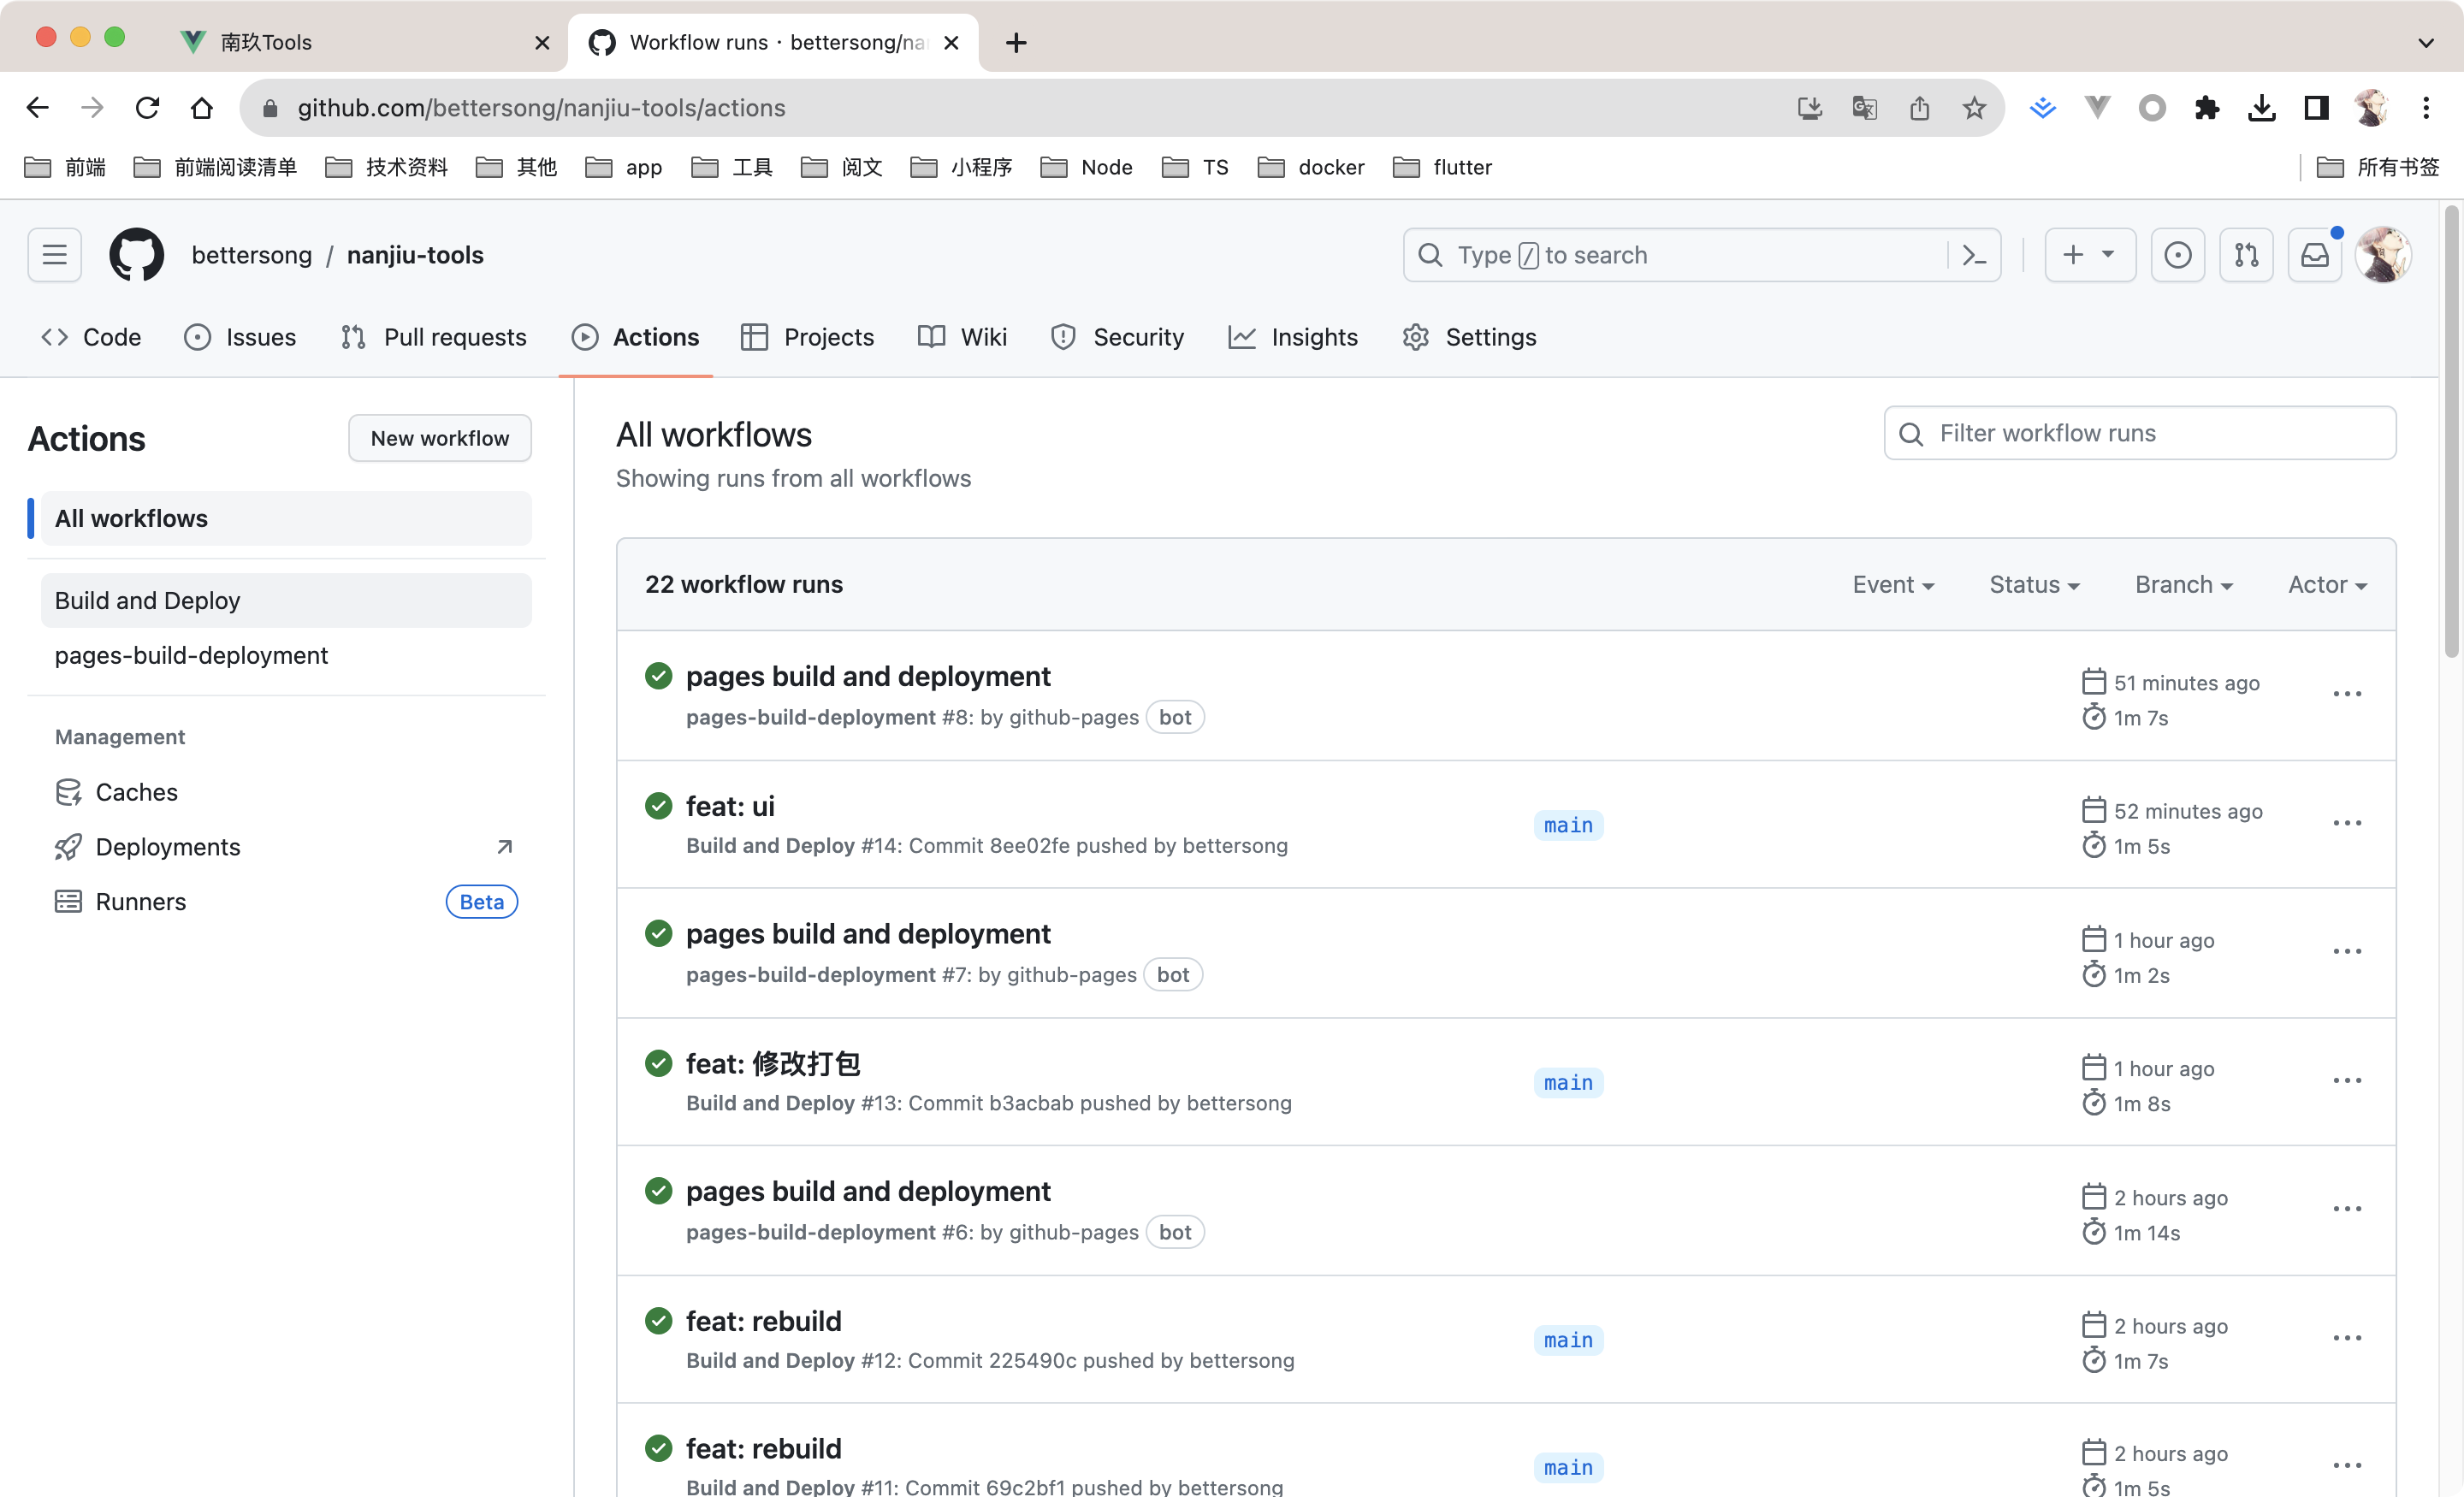 南玖Tools
Workflow runs · bettersong/na
github.com/bettersong/nanjiu-tools/actions
前端 前端阅读清单 技术资料 其他 app 工具 阅文 小程序 Node TS docker flutter 所有书签
bettersong / nanjiu-tools
Type / to search
Code Issues Pull requests Actions Projects Wiki Security Insights Settings
Actions
New workflow
All workflows
Build and Deploy
pages-build-deployment
Management
Caches
Deployments
Runners Beta
All workflows
Showing runs from all workflows
Filter workflow runs
22 workflow runs
Event Status Branch Actor
pages build and deployment
pages-build-deployment #8: by github-pages bot
51 minutes ago
1m 7s
feat: ui
Build and Deploy #14: Commit 8ee02fe pushed by bettersong
main
52 minutes ago
1m 5s
pages build and deployment
pages-build-deployment #7: by github-pages bot
1 hour ago
1m 2s
feat: 修改打包
Build and Deploy #13: Commit b3acbab pushed by bettersong
main
1 hour ago
1m 8s
pages build and deployment
pages-build-deployment #6: by github-pages bot
2 hours ago
1m 14s
feat: rebuild
Build and Deploy #12: Commit 225490c pushed by bettersong
main
2 hours ago
1m 7s
feat: rebuild
Build and Deploy #11: Commit 69c2bf1 pushed by bettersong
main
2 hours ago
1m 5s